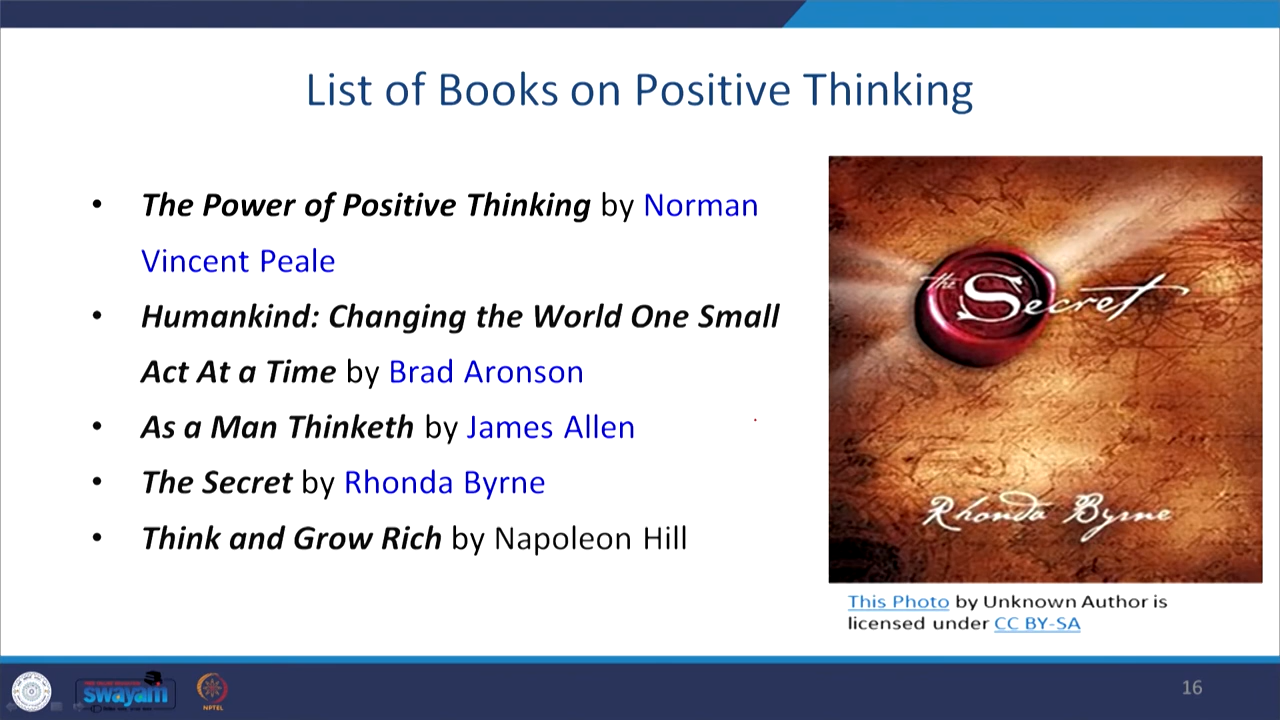 List of Books on Positive Thinking
• The Power of Positive Thinking by Norman
Vincent Peale
• Humankind: Changing the World One Small
Act At a Time by Brad Aronson
• As a Man Thinketh by James Allen
• The Secret by Rhonda Byrne
• Think and Grow Rich by Napoleon Hill
the Secret
Rhonda Byrne
This Photo by Unknown Author is
licensed under CC BY-SA
swayam
NPTEL
16